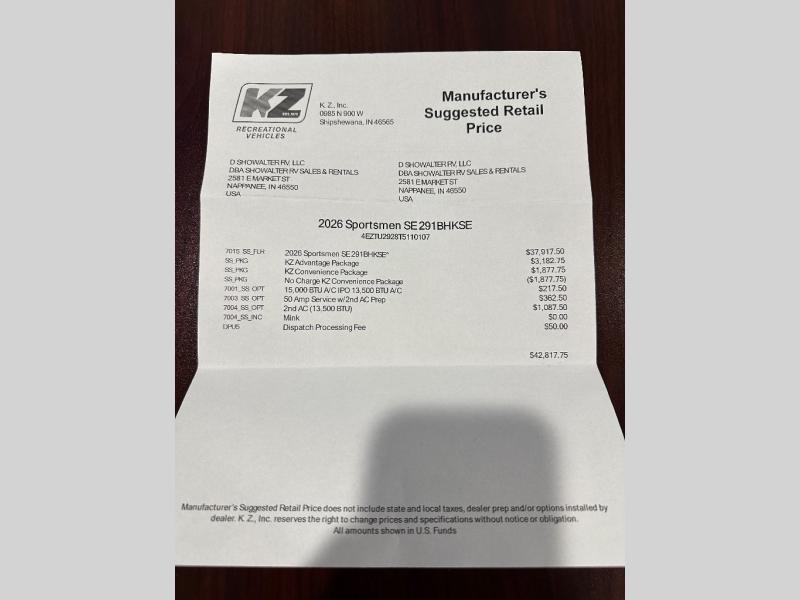 KZ
RECREATIONAL
VEHICLES
K. Z., Inc.
0985 N 900 W
Shipshewana, IN 46565
Manufacturer's
Suggested Retail
Price
D SHOWALTER RV, LLC
DBA SHOWALTER RV SALES & RENTALS
2581 E MARKET ST
NAPPANEE, IN 46550
USA
D SHOWALTER RV, LLC
DBA SHOWALTER RV SALES & RENTALS
2581 E MARKET ST
NAPPANEE, IN 46550
USA
2026 Sportsmen SE 291BHKSE
4EZTU2928T5110107
7015_SS_FLR 2026 Sportsmen SE 291BHKSE* $37,917.50
SS_PKG KZ Advantage Package $3,182.75
SS_PKG KZ Convenience Package $1,877.75
SS_PKG No Charge KZ Convenience Package ($1,877.75)
7001_SS_OPT 15,000 BTU A/C IPO 13,500 BTU A/C $217.50
7003_SS_OPT 50 Amp Service w/2nd AC Prep $362.50
7004_SS_OPT 2nd AC (13,500 BTU) $1,087.50
7004_SS_INC Mink $0.00
DPU5 Dispatch Processing Fee $50.00
$42,817.75
Manufacturer's Suggested Retail Price does not include state and local taxes, dealer prep and/or options installed by
dealer. K. Z., Inc. reserves the right to change prices and specifications without notice or obligation.
All amounts shown in U.S. Funds